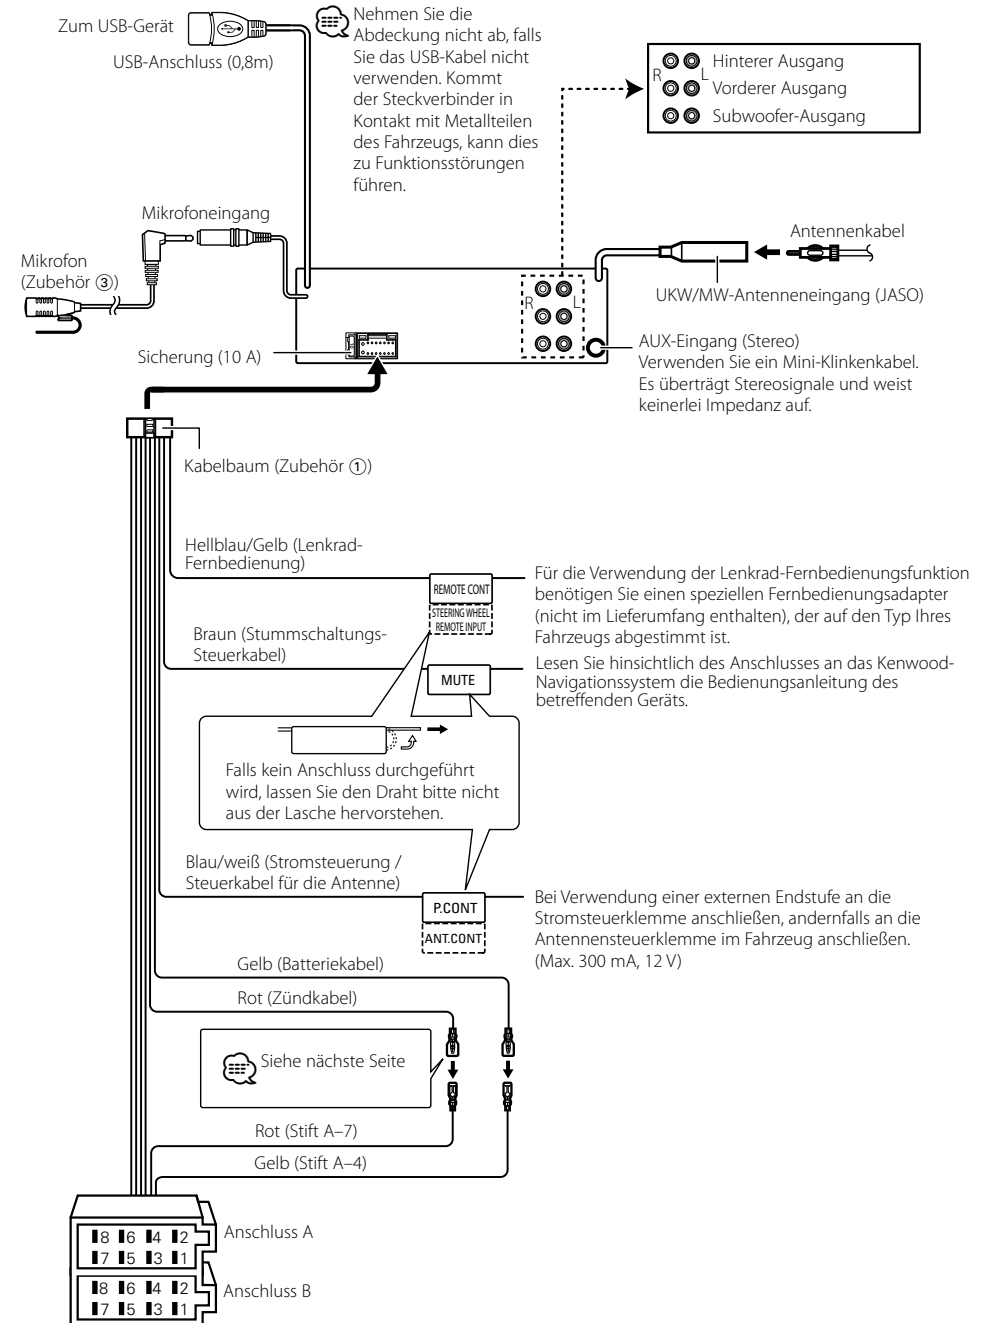 Zum USB-Gerät
USB-Anschluss (0,8m)
Nehmen Sie die
Abdeckung nicht ab, falls
Sie das USB-Kabel nicht
verwenden. Kommt
der Steckverbinder in
Kontakt mit Metallteilen
des Fahrzeugs, kann dies
zu Funktionsstörungen
führen.
R
L
Hinterer Ausgang
Vorderer Ausgang
Subwoofer-Ausgang
Mikrofoneingang
Mikrofon
(Zubehör ③)
Antennenkabel
UKW/MW-Antenneneingang (JASO)
R
L
Sicherung (10 A)
AUX-Eingang (Stereo)
Verwenden Sie ein Mini-Klinkenkabel.
Es überträgt Stereosignale und weist
keinerlei Impedanz auf.
Kabelbaum (Zubehör ①)
Hellblau/Gelb (Lenkrad-
Fernbedienung)
REMOTE CONT
STEERING WHEEL
REMOTE INPUT
Für die Verwendung der Lenkrad-Fernbedienungsfunktion
benötigen Sie einen speziellen Fernbedienungsadapter
(nicht im Lieferumfang enthalten), der auf den Typ Ihres
Fahrzeugs abgestimmt ist.
Braun (Stummschaltungs-
Steuerkabel)
MUTE
Lesen Sie hinsichtlich des Anschlusses an das Kenwood-
Navigationssystem die Bedienungsanleitung des
betreffenden Geräts.
Falls kein Anschluss durchgeführt
wird, lassen Sie den Draht bitte nicht
aus der Lasche hervorstehen.
Blau/weiß (Stromsteuerung /
Steuerkabel für die Antenne)
P.CONT
ANT.CONT
Bei Verwendung einer externen Endstufe an die
Stromsteuerklemme anschließen, andernfalls an die
Antennensteuerklemme im Fahrzeug anschließen.
(Max. 300 mA, 12 V)
Gelb (Batteriekabel)
Rot (Zündkabel)
Siehe nächste Seite
Rot (Stift A–7)
Gelb (Stift A–4)
8 6 4 2
7 5 3 1
Anschluss A
8 6 4 2
7 5 3 1
Anschluss B